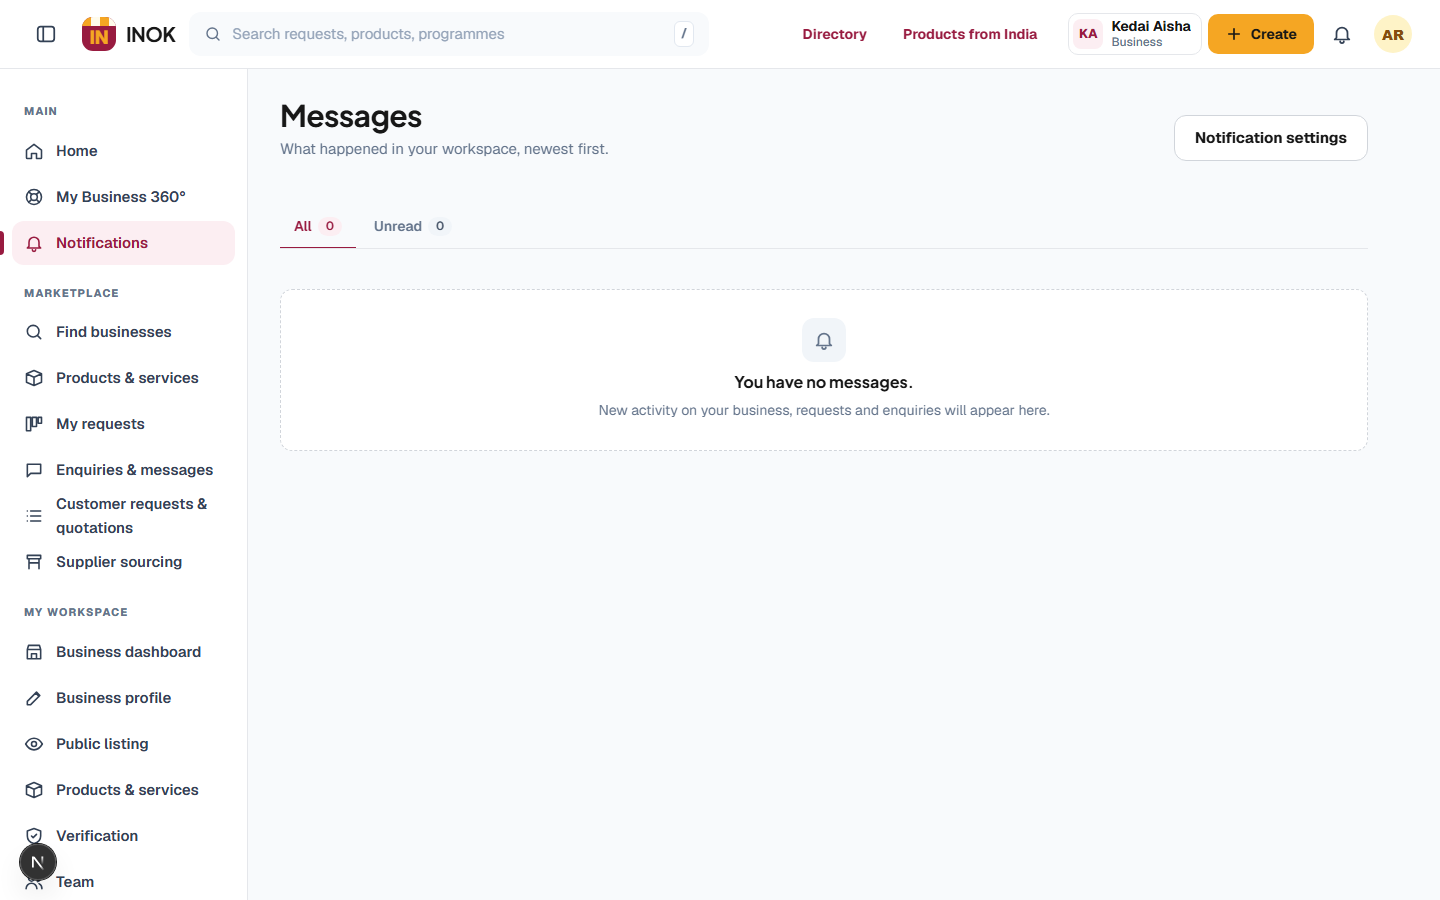 IN INOK
Search requests, products, programmes
/
Directory
Products from India
KA
Kedai Aisha
Business
Create
AR
MAIN
Home
My Business 360°
Notifications
MARKETPLACE
Find businesses
Products & services
My requests
Enquiries & messages
Customer requests &
quotations
Supplier sourcing
MY WORKSPACE
Business dashboard
Business profile
Public listing
Products & services
Verification
N
Team
Messages
What happened in your workspace, newest first.
Notification settings
All 0
Unread 0
You have no messages.
New activity on your business, requests and enquiries will appear here.